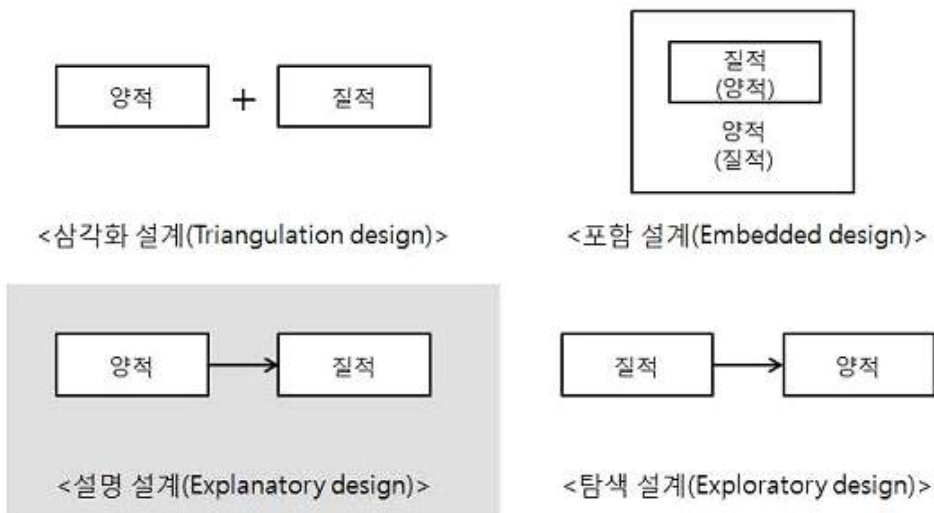 양적
+
질적
<삼각화 설계(Triangulation design)>
질적
(양적)
양적
(질적)
<포함 설계(Embedded design)>
양적
질적
<설명 설계(Explanatory design)>
질적
양적
<탐색 설계(Exploratory design)>